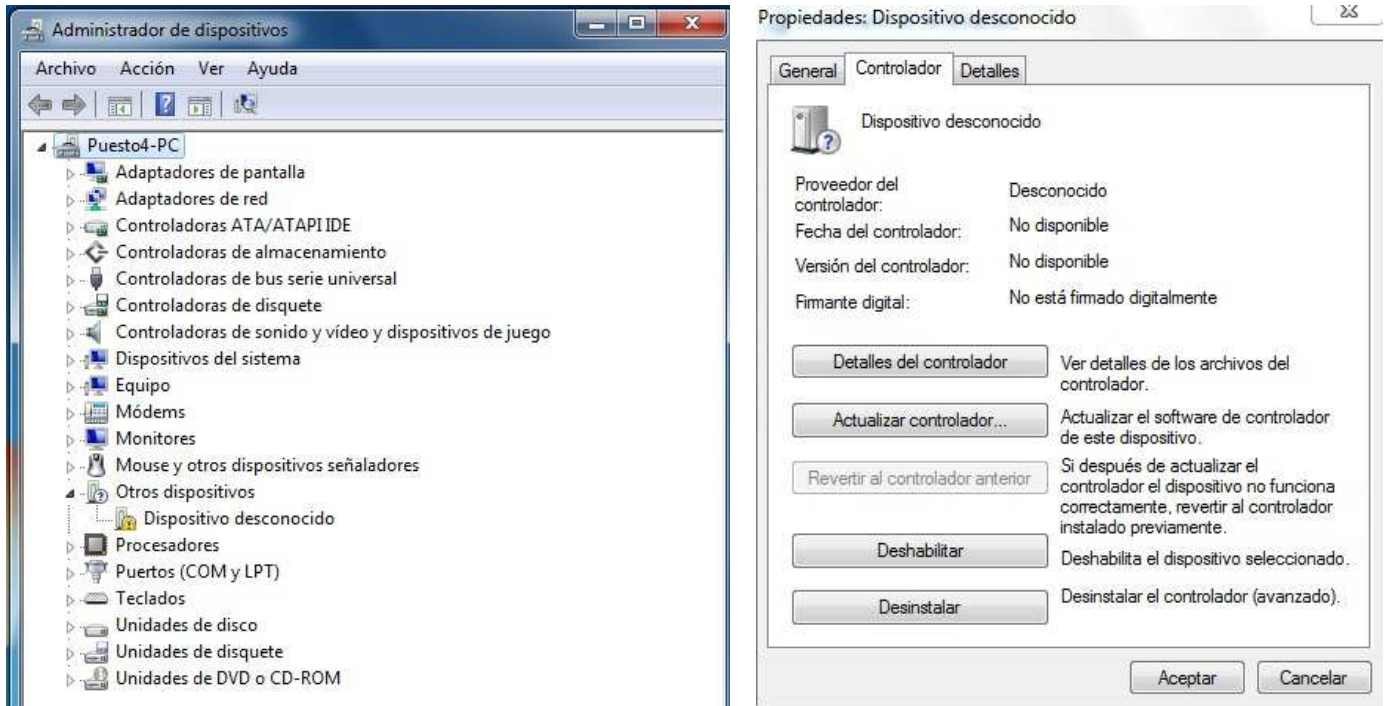 Administrador de dispositivos
Archivo Acción Ver Ayuda
Puesto4-PC
Adaptadores de pantalla
Adaptadores de red
Controladoras ATA/ATAPI IDE
Controladoras de almacenamiento
Controladoras de bus serie universal
Controladoras de disquete
Controladoras de sonido y vídeo y dispositivos de juego
Dispositivos del sistema
Equipo
Módems
Monitores
Mouse y otros dispositivos señaladores
Otros dispositivos
Dispositivo desconocido
Procesadores
Puertos (COM y LPT)
Teclados
Unidades de disco
Unidades de disquete
Unidades de DVD o CD-ROM
Propiedades: Dispositivo desconocido
General Controlador Detalles
Dispositivo desconocido
Proveedor del
controlador:
Desconocido
Fecha del controlador: No disponible
Versión del controlador: No disponible
Firmante digital: No está firmado digitalmente
Detalles del controlador
Ver detalles de los archivos del
controlador.
Actualizar controlador...
Actualizar el software de controlador
de este dispositivo.
Revertir al controlador anterior
Si después de actualizar el
controlador el dispositivo no funciona
correctamente, revertir al controlador
instalado previamente.
Deshabilitar
Deshabilita el dispositivo seleccionado.
Desinstalar
Desinstalar el controlador (avanzado).
Aceptar Cancelar